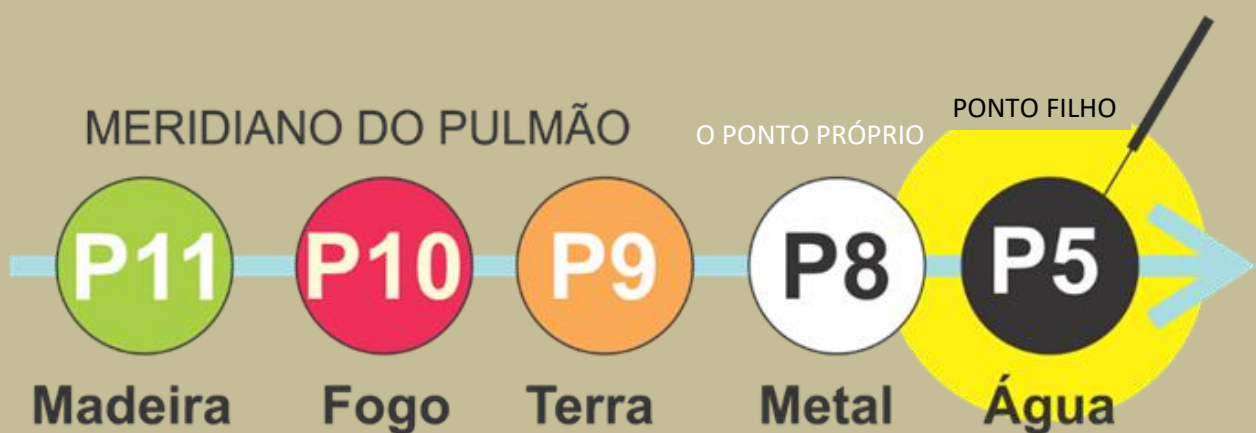 PONTO FILHO
MERIDIANO DO PULMÃO
O PONTO PRÓPRIO
P11
P10
P9
P8
P5
Madeira
Fogo
Terra
Metal
Água